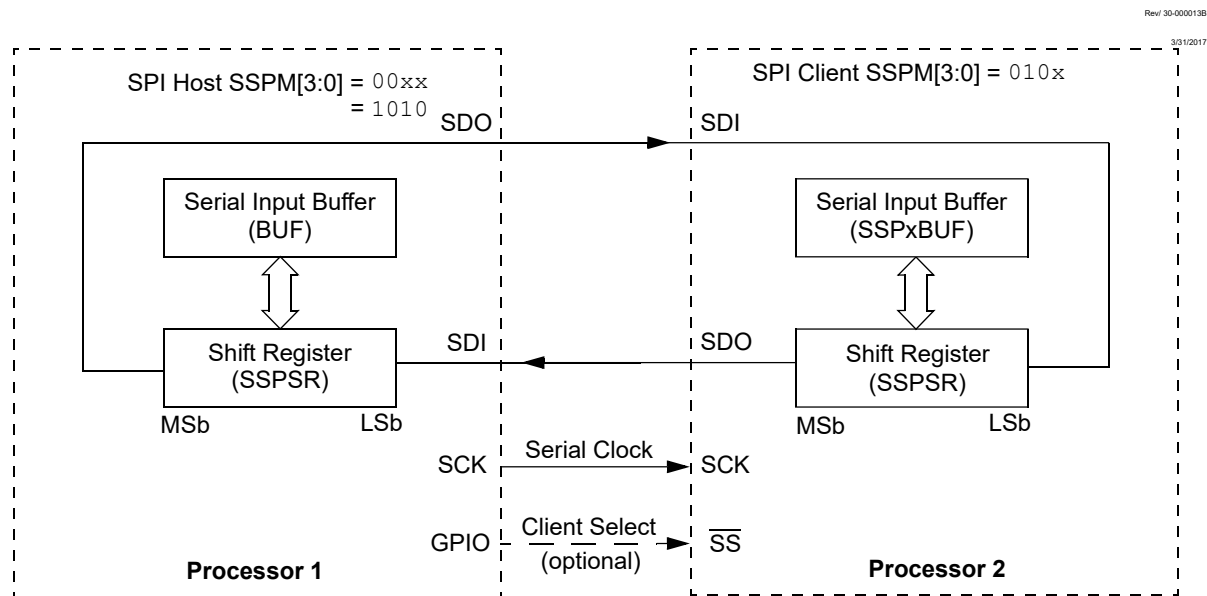 Rev/ 30-000013B
3/31/2017
SPI Host SSPM[3:0] = 00xx
= 1010
SPI Client SSPM[3:0] = 010x
SDO
SDI
Serial Input Buffer
(BUF)
Serial Input Buffer
(SSPxBUF)
SDI
SDO
Shift Register
(SSPSR)
Shift Register
(SSPSR)
MSb
LSb
MSb
LSb
SCK
Serial Clock
SCK
GPIO
Client Select
(optional)
SS
Processor 1
Processor 2